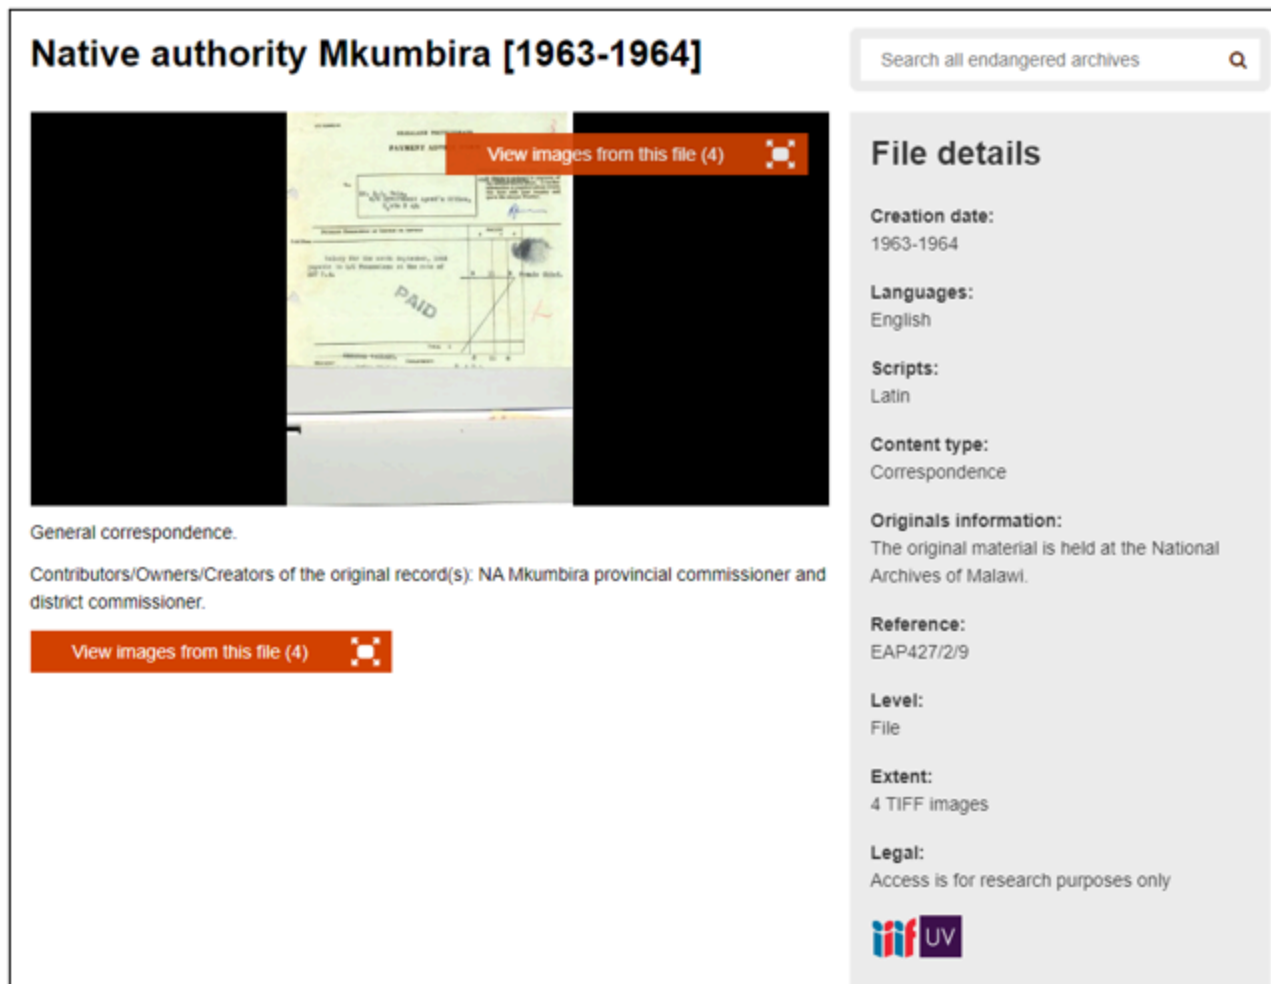 Native authority Mkumbira [1963-1964]
Search all endangered archives
View images from this file (4)
PAYMENT
PAID
General correspondence.
Contributors/Owners/Creators of the original record(s): NA Mkumbira provincial commissioner and
district commissioner.
View images from this file (4)
File details
Creation date:
1963-1964
Languages:
English
Scripts:
Latin
Content type:
Correspondence
Originals information:
The original material is held at the National
Archives of Malawi.
Reference:
EAP427/2/9
Level:
File
Extent:
4 TIFF images
Legal:
Access is for research purposes only
iiif UV